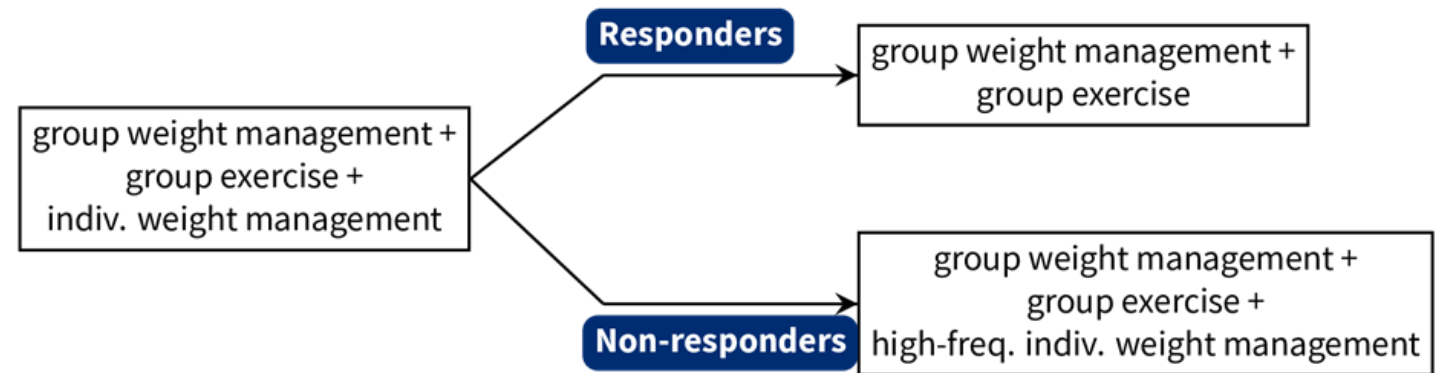 group weight management +
group exercise +
indiv. weight management
Responders
group weight management +
group exercise
Non-responders
group weight management +
group exercise +
high-freq. indiv. weight management